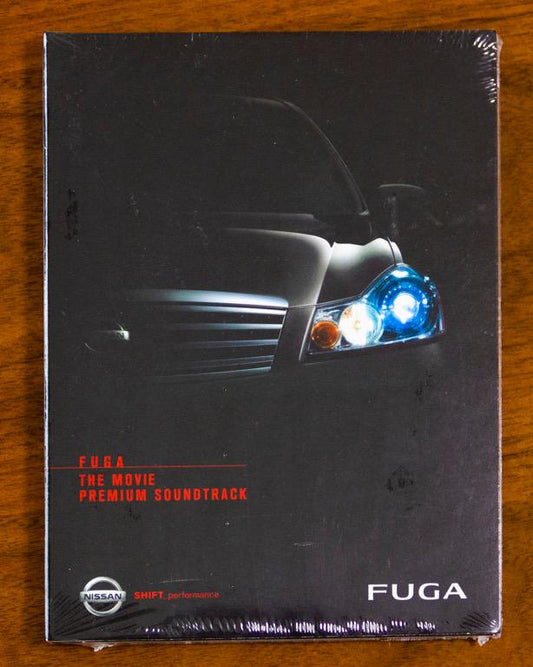 FUGA
THE MOVIE
PREMIUM SOUNDTRACK
NISSAN SHIFT_performance
FUGA